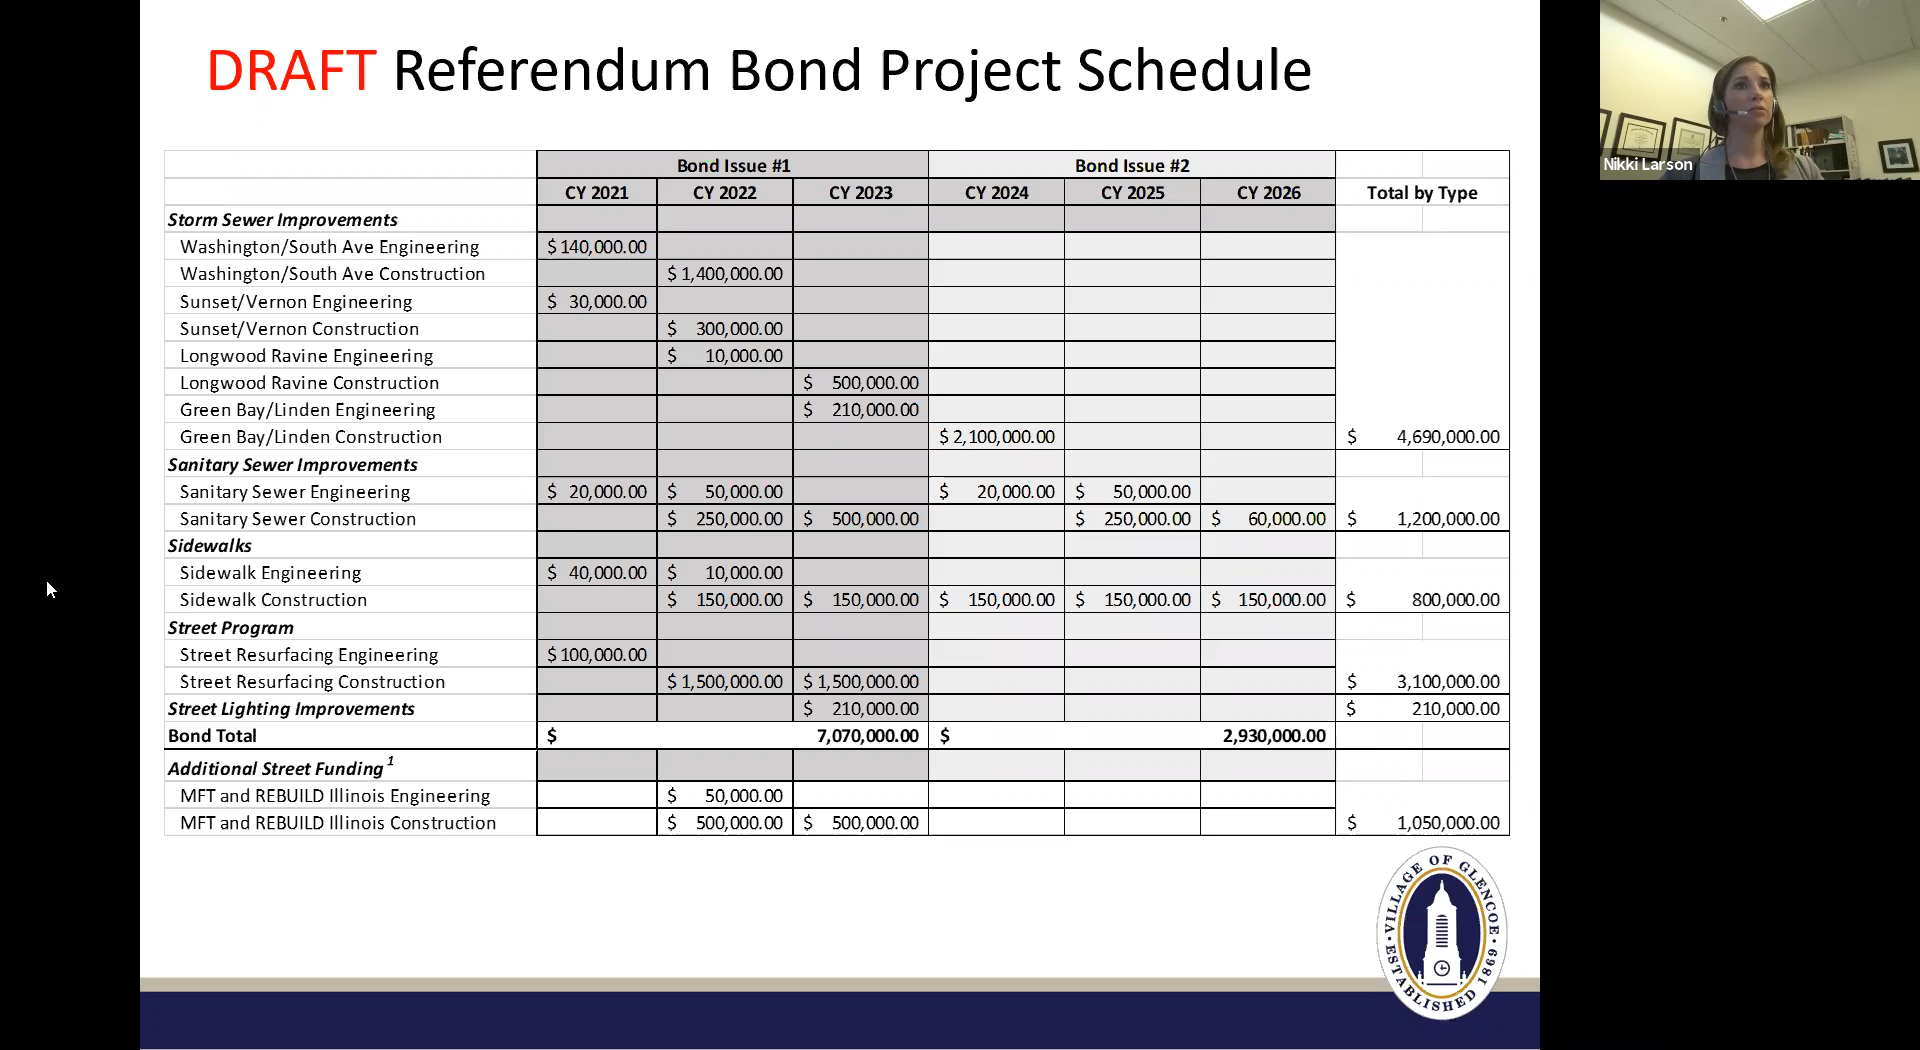 DRAFT Referendum Bond Project Schedule
Nikki Larson
Bond Issue #1 Bond Issue #2
CY 2021 CY 2022 CY 2023 CY 2024 CY 2025 CY 2026 Total by Type
Storm Sewer Improvements
Washington/South Ave Engineering $ 140,000.00
Washington/South Ave Construction $ 1,400,000.00
Sunset/Vernon Engineering $ 30,000.00
Sunset/Vernon Construction $ 300,000.00
Longwood Ravine Engineering $ 10,000.00
Longwood Ravine Construction $ 500,000.00
Green Bay/Linden Engineering $ 210,000.00
Green Bay/Linden Construction $ 2,100,000.00 $ 4,690,000.00
Sanitary Sewer Improvements
Sanitary Sewer Engineering $ 20,000.00 $ 50,000.00 $ 20,000.00 $ 50,000.00
Sanitary Sewer Construction $ 250,000.00 $ 500,000.00 $ 250,000.00 $ 60,000.00 $ 1,200,000.00
Sidewalks
Sidewalk Engineering $ 40,000.00 $ 10,000.00
Sidewalk Construction $ 150,000.00 $ 150,000.00 $ 150,000.00 $ 150,000.00 $ 150,000.00 $ 800,000.00
Street Program
Street Resurfacing Engineering $ 100,000.00
Street Resurfacing Construction $ 1,500,000.00 $ 1,500,000.00 $ 3,100,000.00
Street Lighting Improvements $ 210,000.00 $ 210,000.00
Bond Total $ 7,070,000.00 $ 2,930,000.00
Additional Street Funding 1
MFT and REBUILD Illinois Engineering $ 50,000.00
MFT and REBUILD Illinois Construction $ 500,000.00 $ 500,000.00 $ 1,050,000.00
VILLAGE OF GLENCOE
ESTABLISHED 1869